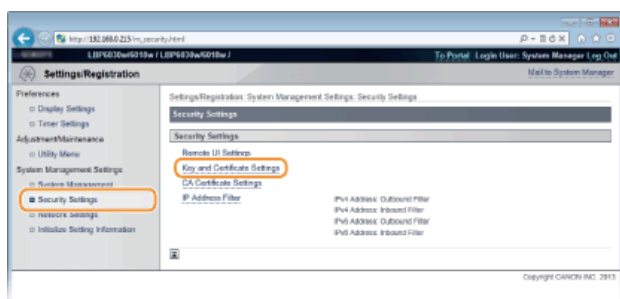 http://192.168.0.215/m_security.html
LBP6030w/6018w / LBP6030w/6018w /
To Portal Login User: System Manager Log Out
Settings/Registration
Mail to System Manager
Preferences
Display Settings
Timer Settings
Adjustment/Maintenance
Utility Menu
System Management Settings
System Management
Security Settings
Network Settings
Initialize Setting Information
Settings/Registration: System Management Settings: Security Settings
Security Settings
Security Settings
Remote UI Settings
Key and Certificate Settings
CA Certificate Settings
IP Address Filter
IPv4 Address: Outbound Filter
IPv4 Address: Inbound Filter
IPv6 Address: Outbound Filter
IPv6 Address: Inbound Filter
Copyright CANON INC. 2013